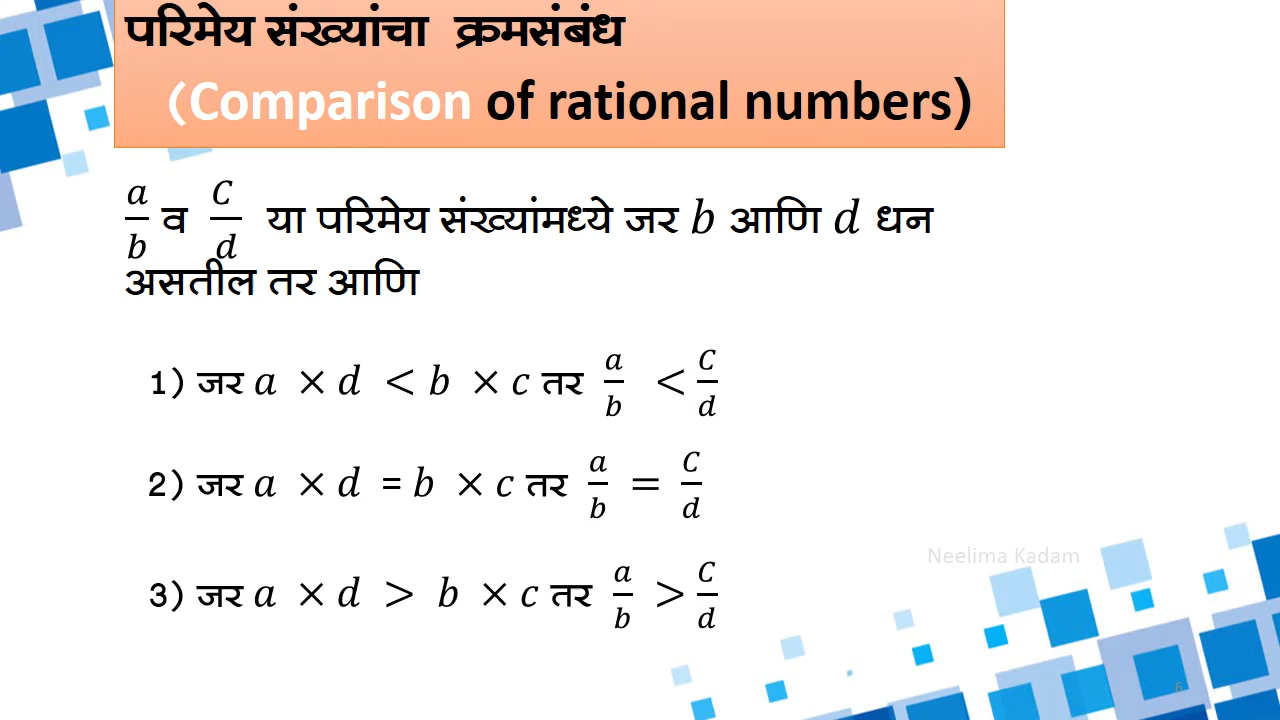 परिमेय संख्यांचा क्रमसंबंध
(Comparison of rational numbers)
a/b व C/d या परिमेय संख्यांमध्ये जर b आणि d धन
असतील तर आणि
1) जर a × d < b × c तर a/b < C/d
2) जर a × d = b × c तर a/b = C/d
3) जर a × d > b × c तर a/b > C/d
Neelima Kadam
6